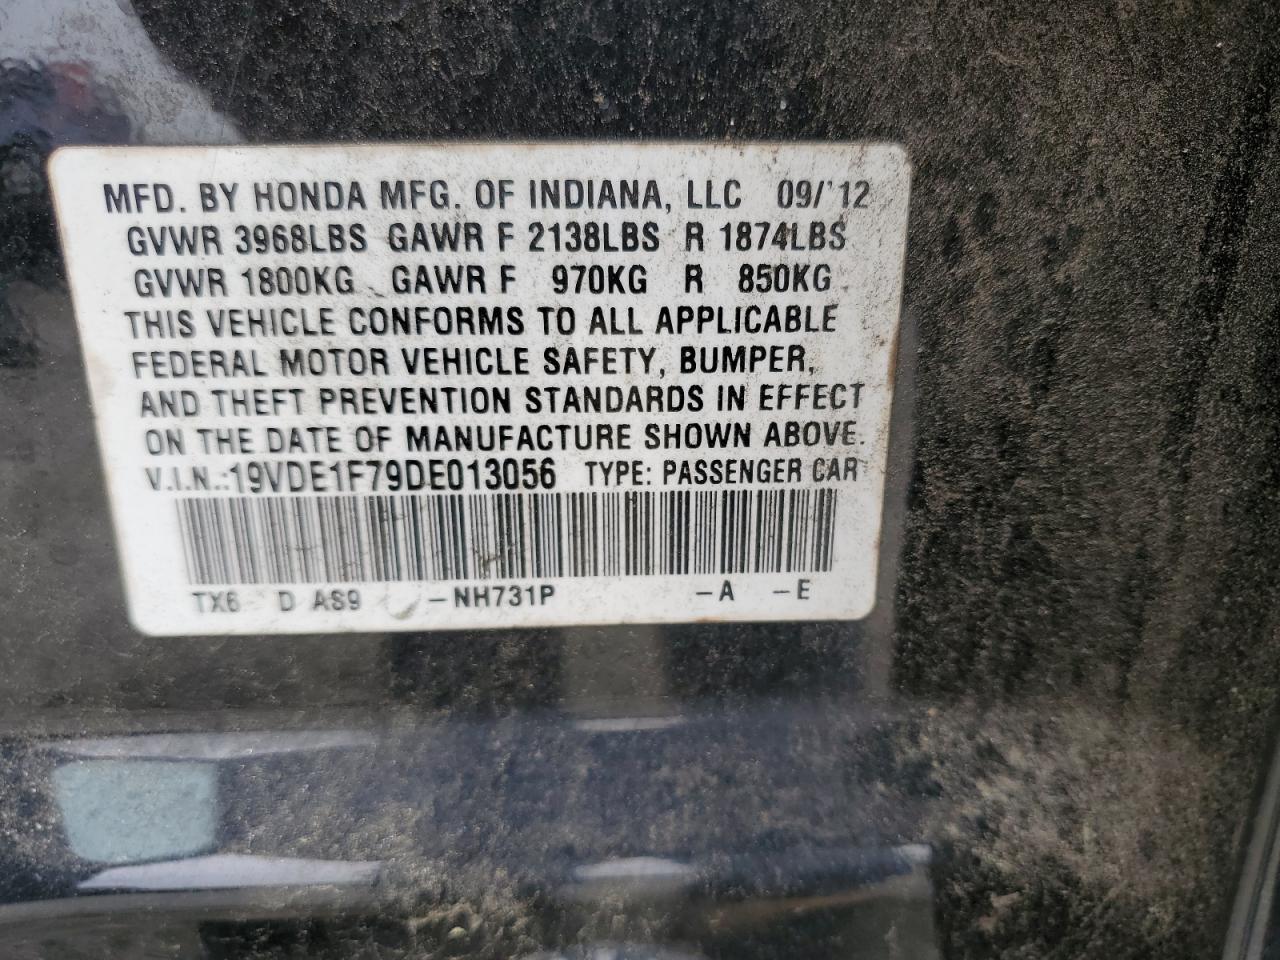 MFD. BY HONDA MFG. OF INDIANA, LLC 09/'12
GVWR 3968LBS GAWR F 2138LBS R 1874LBS
GVWR 1800KG GAWR F 970KG R 850KG
THIS VEHICLE CONFORMS TO ALL APPLICABLE
FEDERAL MOTOR VEHICLE SAFETY, BUMPER,
AND THEFT PREVENTION STANDARDS IN EFFECT
ON THE DATE OF MANUFACTURE SHOWN ABOVE.
V.I.N.:19VDE1F79DE013056 TYPE: PASSENGER CAR
TX6 D AS9 -NH731P -A -E